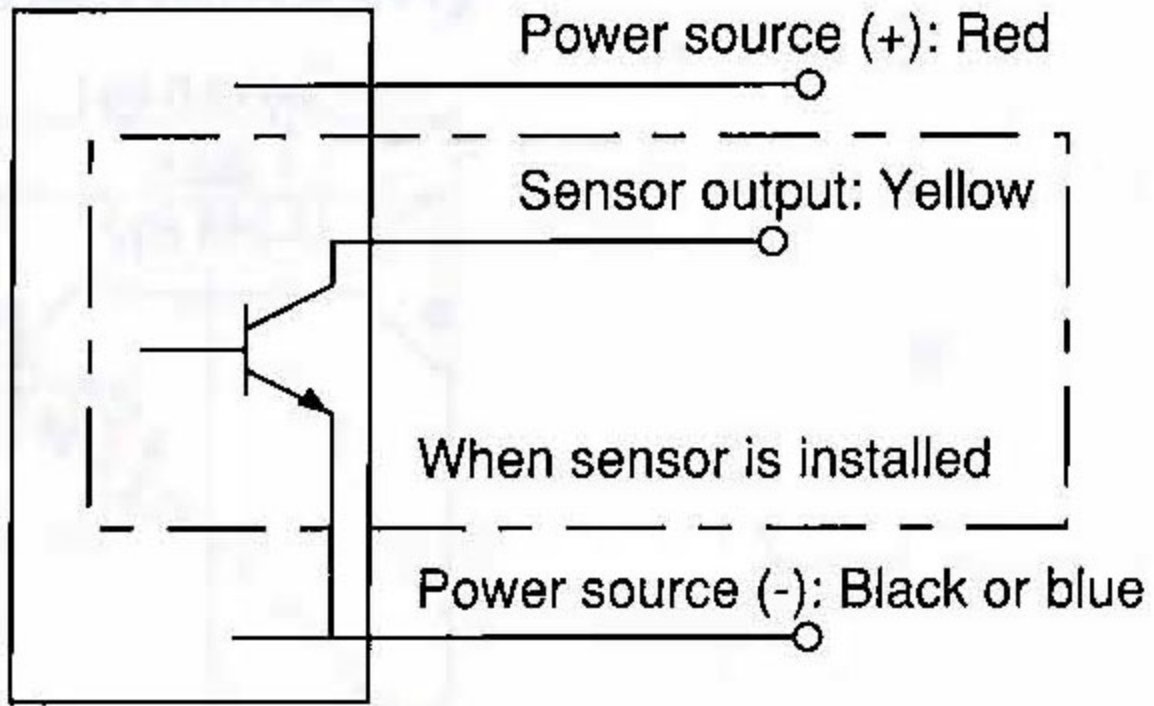 Power source (+): Red
Sensor output: Yellow
When sensor is installed
Power source (-): Black or blue